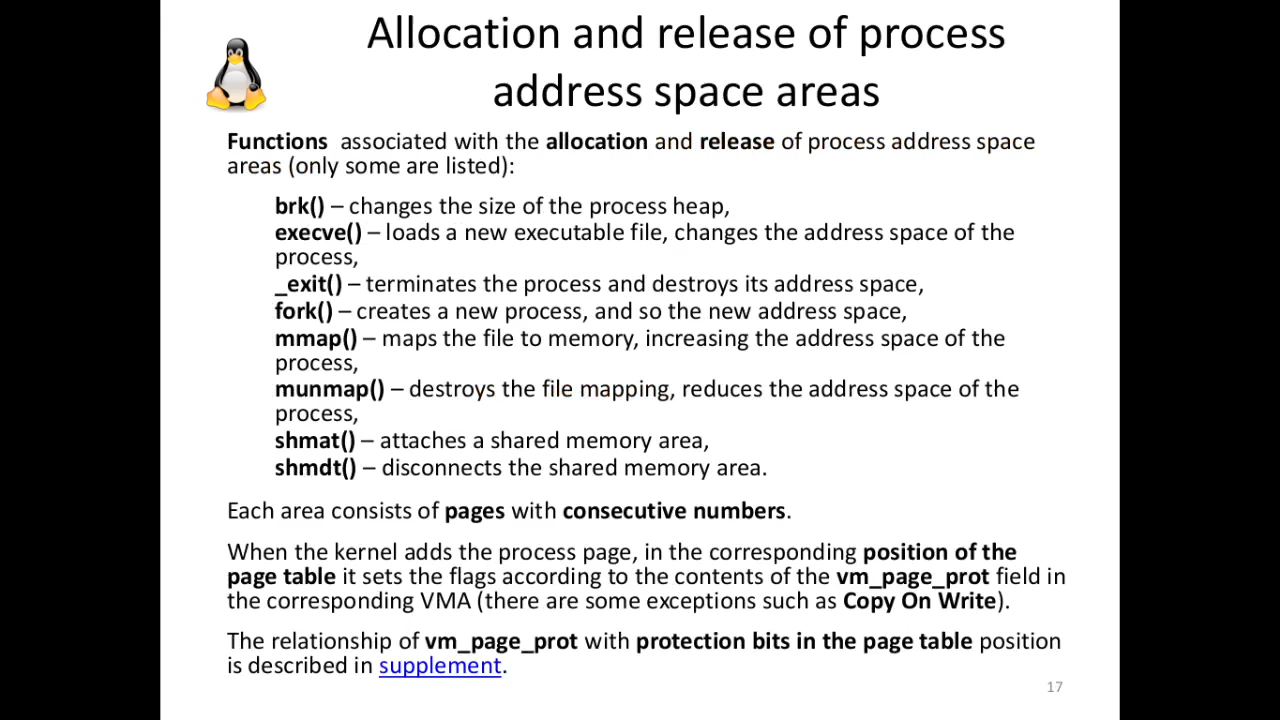 Allocation and release of process
address space areas
Functions associated with the allocation and release of process address space
areas (only some are listed):
brk() – changes the size of the process heap,
execve() – loads a new executable file, changes the address space of the
process,
_exit() – terminates the process and destroys its address space,
fork() – creates a new process, and so the new address space,
mmap() – maps the file to memory, increasing the address space of the
process,
munmap() – destroys the file mapping, reduces the address space of the
process,
shmat() – attaches a shared memory area,
shmdt() – disconnects the shared memory area.
Each area consists of pages with consecutive numbers.
When the kernel adds the process page, in the corresponding position of the
page table it sets the flags according to the contents of the vm_page_prot field in
the corresponding VMA (there are some exceptions such as Copy On Write).
The relationship of vm_page_prot with protection bits in the page table position
is described in supplement.
17